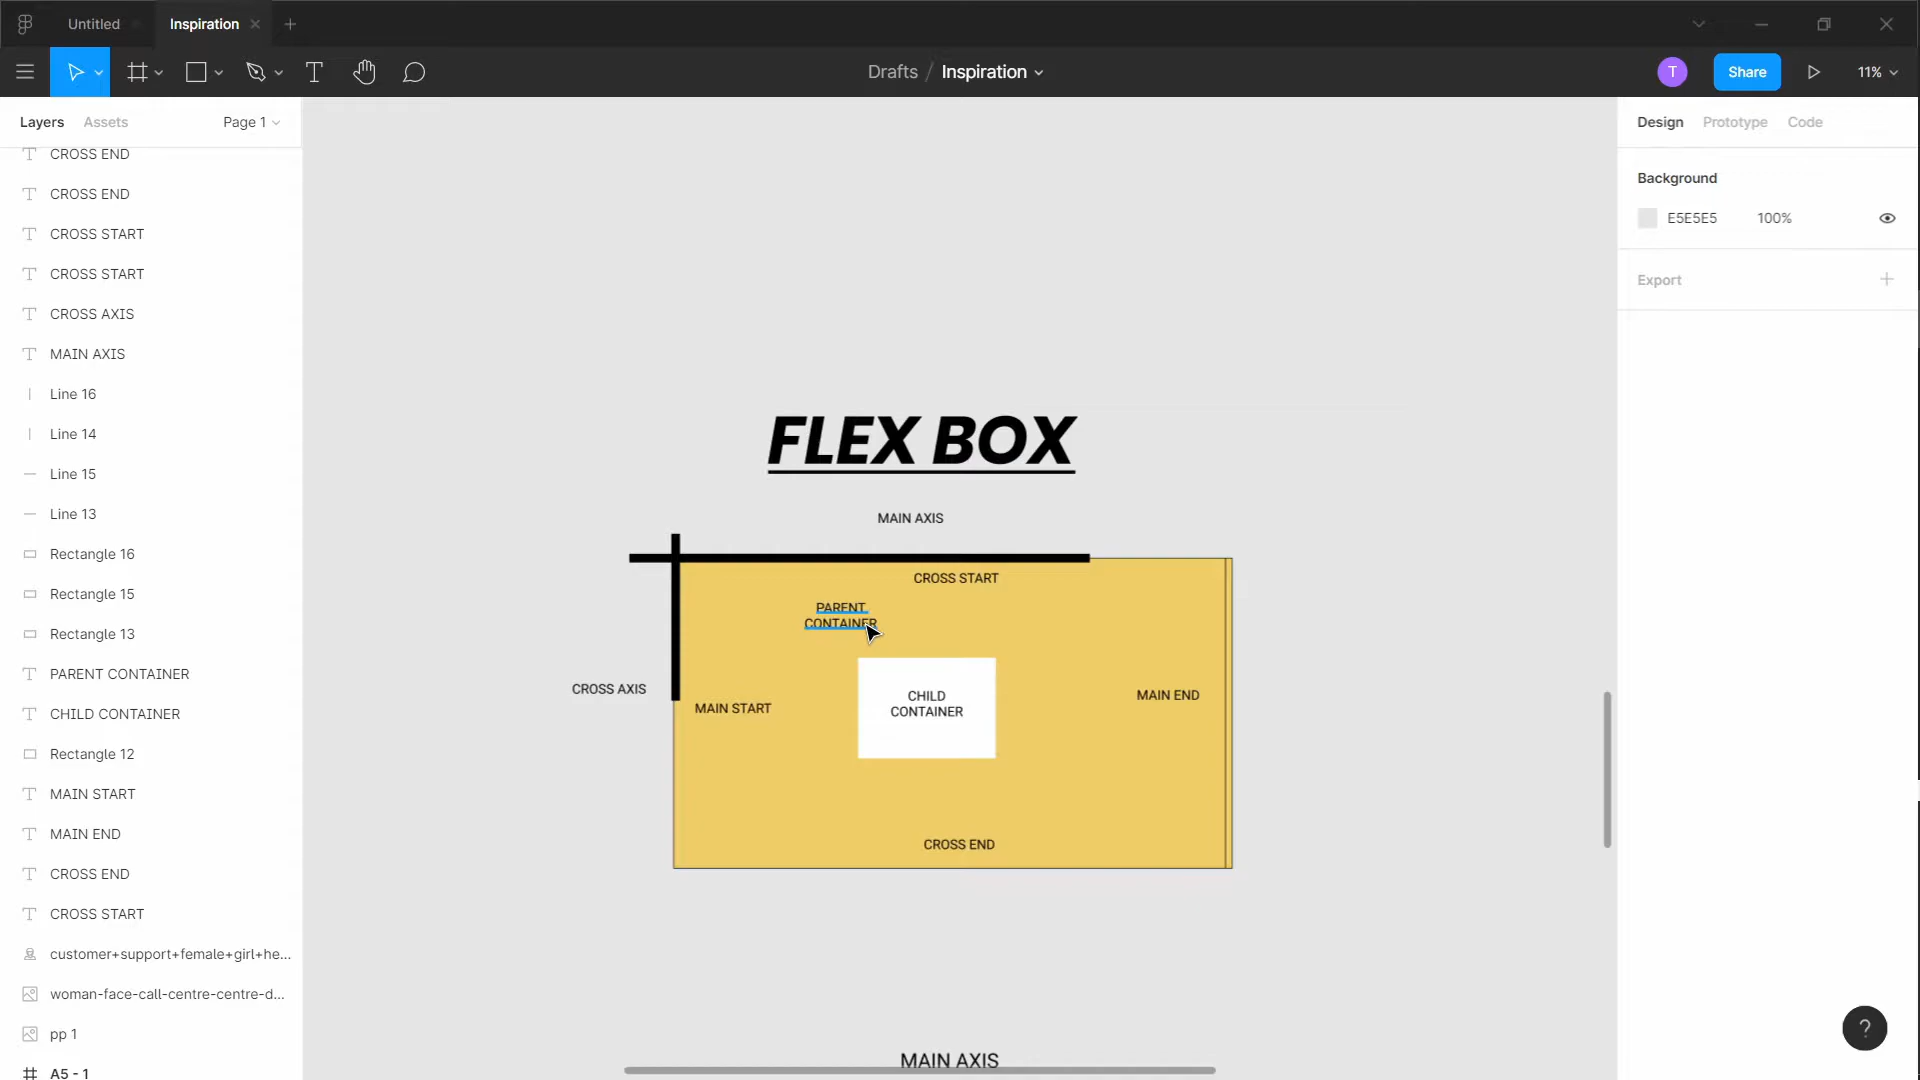 Untitled
Inspiration
Drafts / Inspiration
T
Share
11%
Layers
Assets
Page 1
CROSS END
CROSS END
CROSS START
CROSS START
CROSS AXIS
MAIN AXIS
Line 16
Line 14
Line 15
Line 13
Rectangle 16
Rectangle 15
Rectangle 13
PARENT CONTAINER
CHILD CONTAINER
Rectangle 12
MAIN START
MAIN END
CROSS END
CROSS START
customer+support+female+girl+he...
woman-face-call-centre-centre-d...
pp 1
A5 - 1
FLEX BOX
MAIN AXIS
CROSS START
PARENT
CONTAINER
CROSS AXIS
MAIN START
CHILD
CONTAINER
MAIN END
CROSS END
MAIN AXIS
Design
Prototype
Code
Background
E5E5E5
100%
Export
?